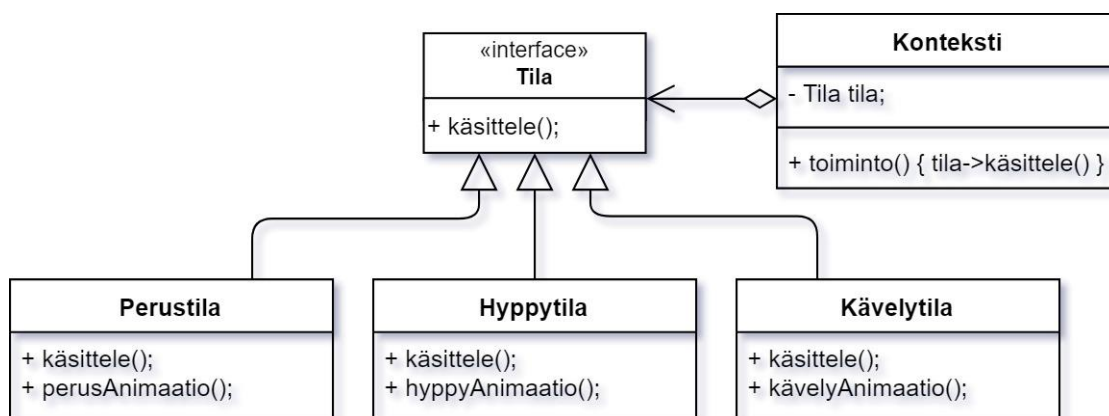 «interface»
Tila
+ käsittele();
Konteksti
- Tila tila;
+ toiminto() { tila->käsittele() }
Perustila
+ käsittele();
+ perusAnimaatio();
Hyppytila
+ käsittele();
+ hyppyAnimaatio();
Kävelytila
+ käsittele();
+ kävelyAnimaatio();